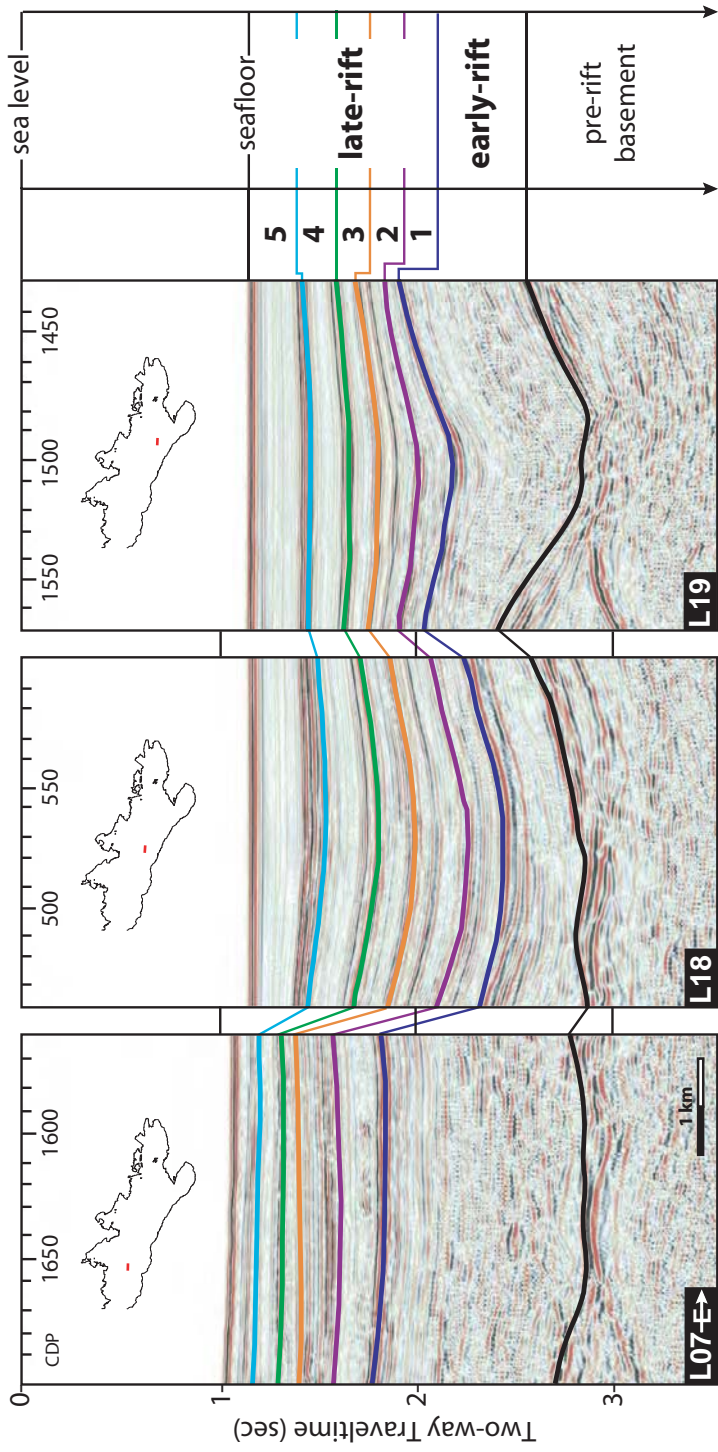 0
sea level
CDP
1650 1600
500 550
1550 1500 1450
1
seafloor
5
4
3
2
1
late-rift
early-rift
2
pre-rift
basement
3
Two-way Traveltime (sec)
1 km
L07 E
L18
L19